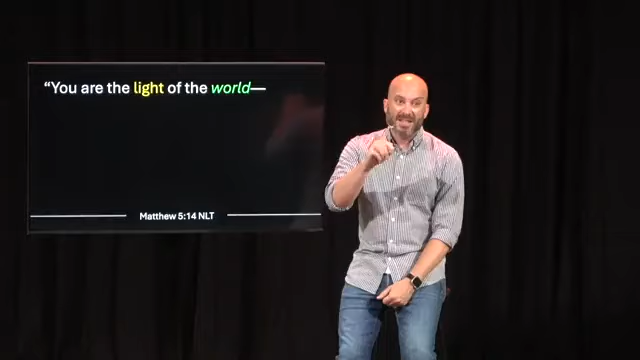 “You are the light of the world—
Matthew 5:14 NLT